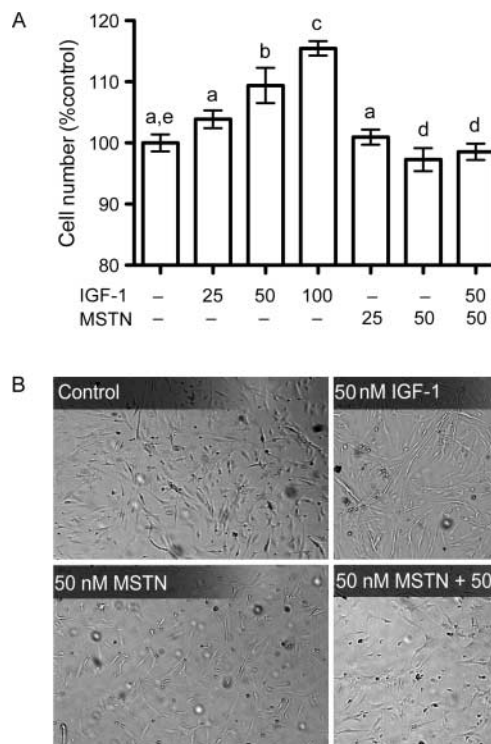 A
Cell number (%control)
120
110
100
90
80
a,e
a
b
c
a
d
d
IGF-1 – 25 50 100 – – 50
MSTN – – – – 25 50 50
B
Control
50 nM IGF-1
50 nM MSTN
50 nM MSTN + 50